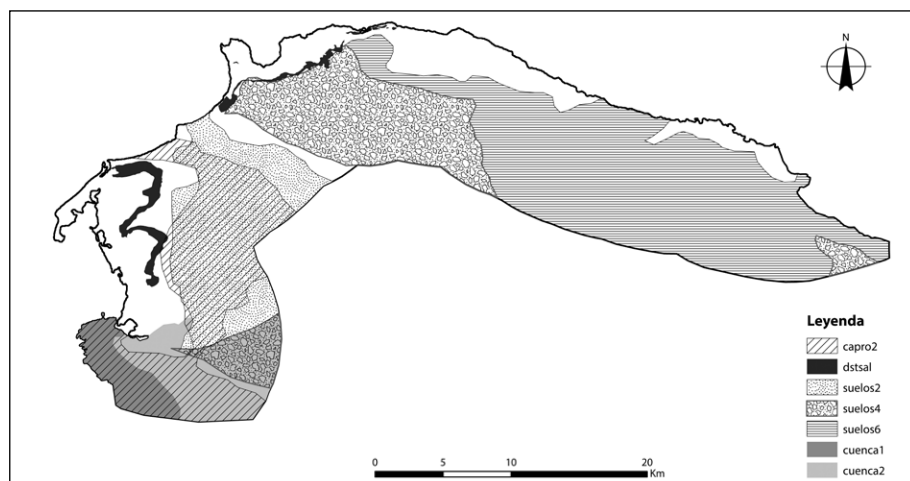 N
Leyenda
capro2
dstsal
suelos2
suelos4
suelos6
cuenca1
cuenca2
0 5 10 20
Km